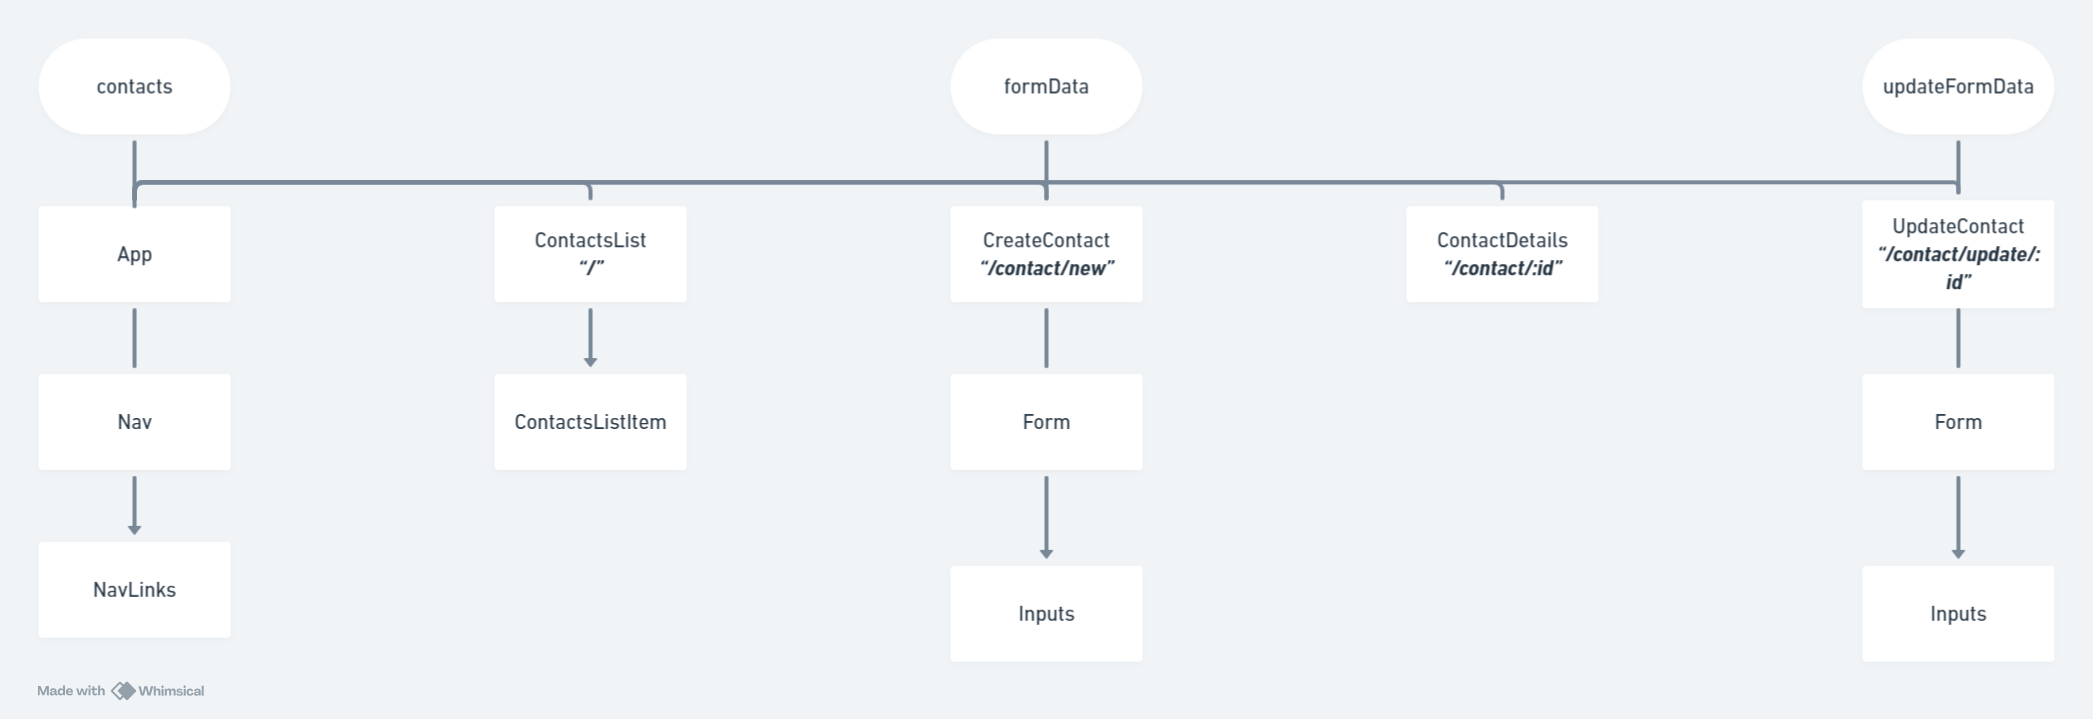 contacts
formData
updateFormData
App
ContactsList
“/”
CreateContact
“/contact/new”
ContactDetails
“/contact/:id”
UpdateContact
“/contact/update/:
id”
Nav
ContactsListItem
Form
Form
NavLinks
Inputs
Inputs
Made with Whimsical